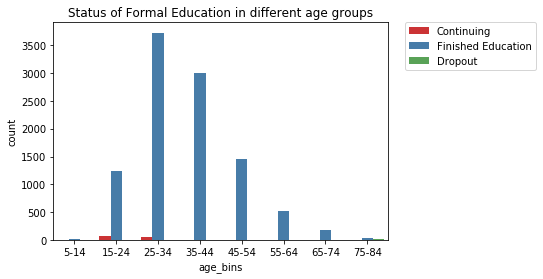 Status of Formal Education in different age groups
Continuing
Finished Education
Dropout
count
3500
3000
2500
2000
1500
1000
500
0
5-14 15-24 25-34 35-44 45-54 55-64 65-74 75-84
age_bins